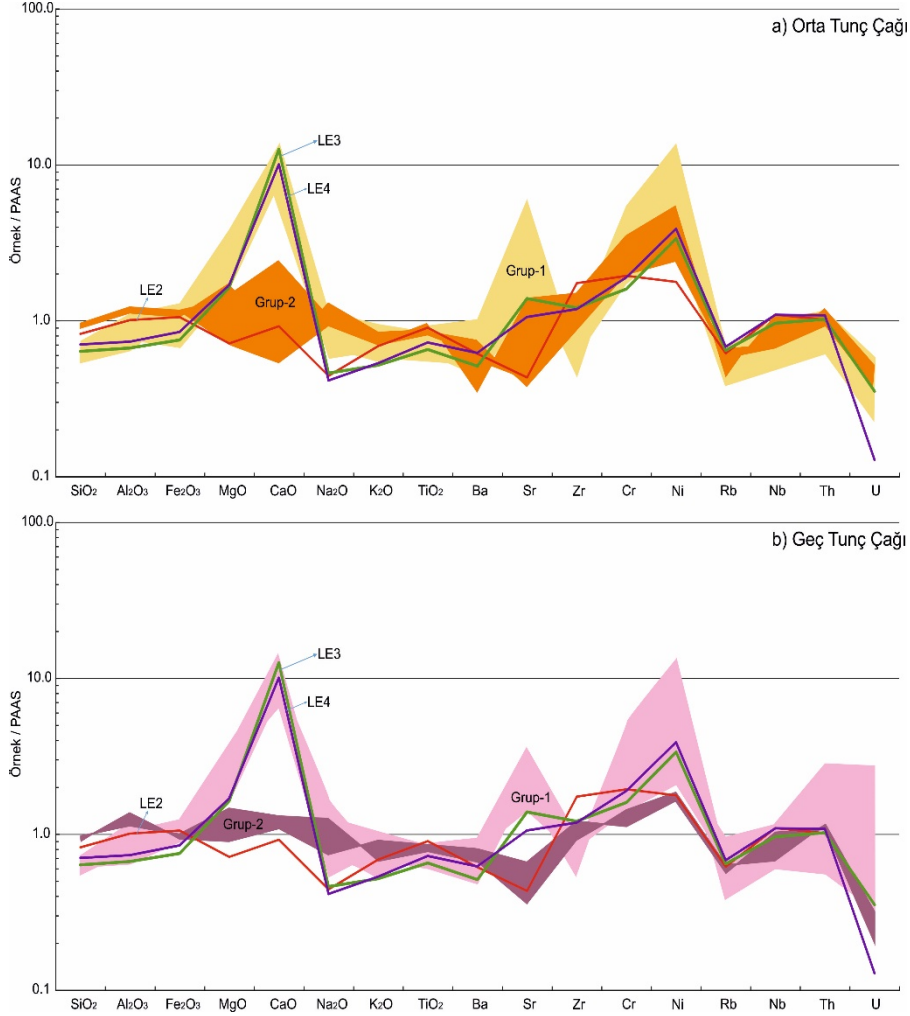 100.0
a) Orta Tunç Çağı
LE3
10.0
LE4
Örnek / PAAS
Grup-1
LE2
Grup-2
1.0
0.1
SiO₂ Al₂O₃ Fe₂O₃ MgO CaO Na₂O K₂O TiO₂ Ba Sr Zr Cr Ni Rb Nb Th U
100.0
b) Geç Tunç Çağı
LE3
10.0
LE4
Örnek / PAAS
LE2
Grup-1
1.0
Grup-2
0.1
SiO₂ Al₂O₃ Fe₂O₃ MgO CaO Na₂O K₂O TiO₂ Ba Sr Zr Cr Ni Rb Nb Th U